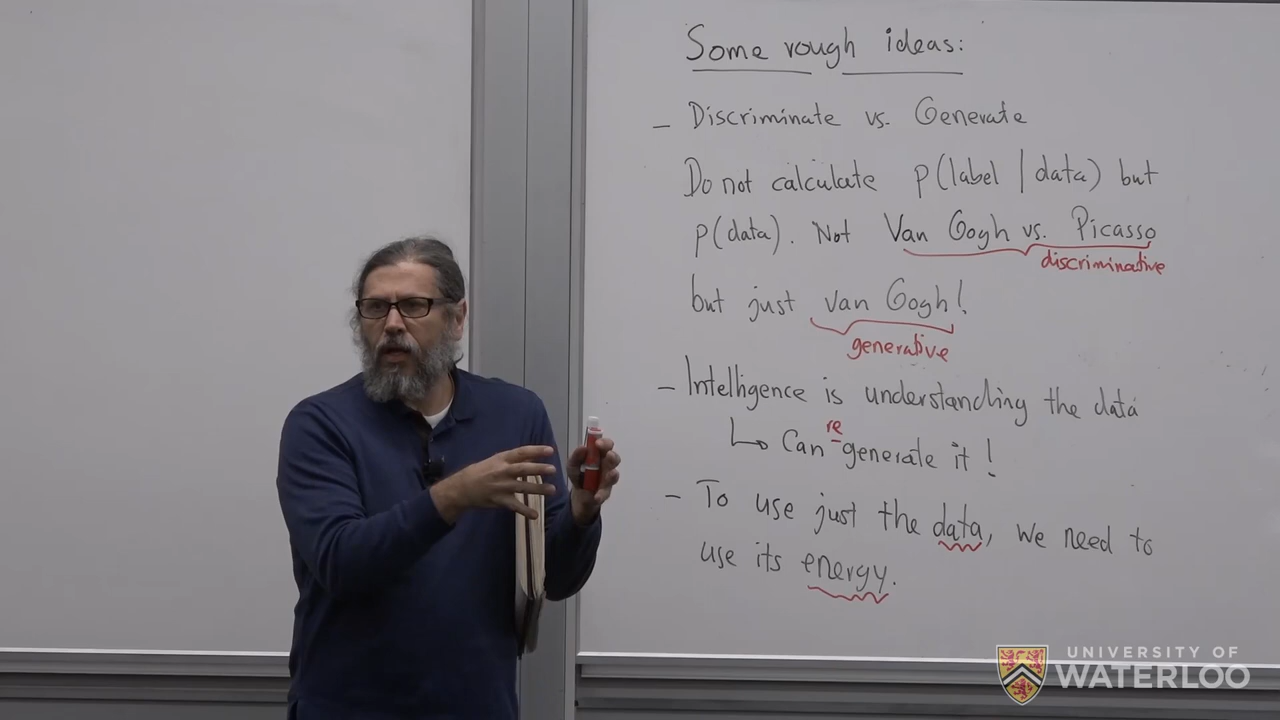 Some rough ideas:
- Discriminate vs. Generate
Do not calculate p(label | data) but
p(data). Not Van Gogh vs. Picasso
discriminative
but just van Gogh!
generative
- Intelligence is understanding the data
↳ Can re-generate it!
- To use just the data, we need to
use its energy.
UNIVERSITY OF
WATERLOO